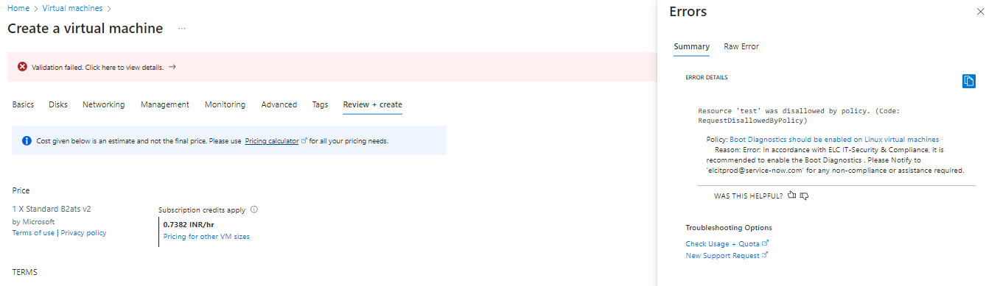 Home > Virtual machines >
Create a virtual machine ...
Validation failed. Click here to view details. →
Basics Disks Networking Management Monitoring Advanced Tags Review + create
Cost given below is an estimate and not the final price. Please use Pricing calculator for all your pricing needs.
Price
1 X Standard B2ats v2
by Microsoft
Terms of use | Privacy policy
Subscription credits apply
0.7382 INR/hr
Pricing for other VM sizes
TERMS
Errors
Summary Raw Error
ERROR DETAILS
Resource 'test' was disallowed by policy. (Code:
RequestDisallowedByPolicy)
Policy: Boot Diagnostics should be enabled on Linux virtual machines
Reason: Error: In accordance with ELC IT-Security & Compliance, it is
recommended to enable the Boot Diagnostics . Please Notify to
'elcitprod@service-now.com' for any non-compliance or assistance required.
WAS THIS HELPFUL?
Troubleshooting Options
Check Usage + Quota
New Support Request